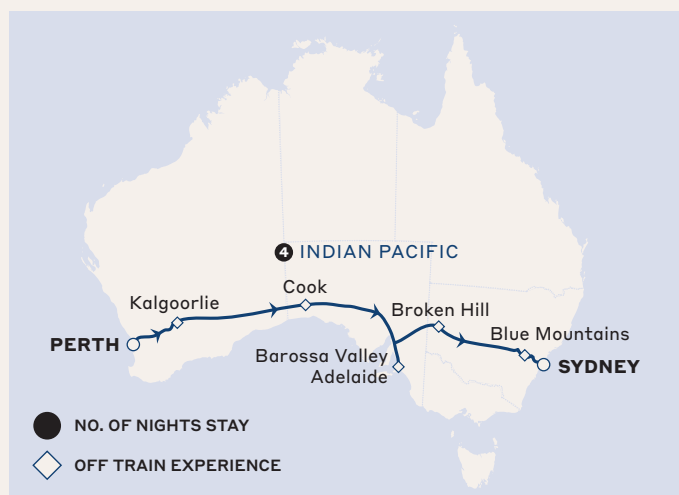 4 INDIAN PACIFIC
Cook
Kalgoorlie
Broken Hill
Blue Mountains
PERTH
Barossa Valley
Adelaide
SYDNEY
NO. OF NIGHTS STAY
OFF TRAIN EXPERIENCE